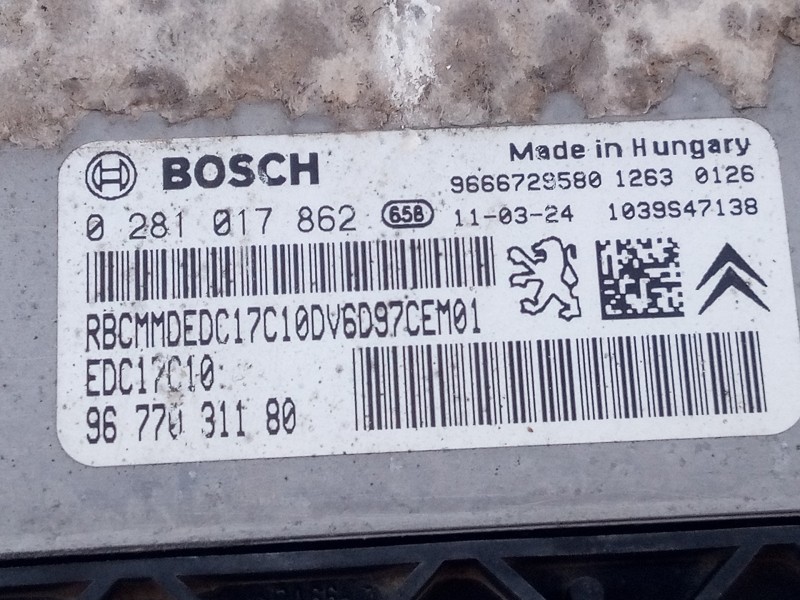 BOSCH
Made in Hungary
9666729580 1263 0126
0 281 017 862 658 11-03-24 1039S47138
RBCMMDEDC17C10DV6D97CEM01
EDC17C10
96 770 311 80